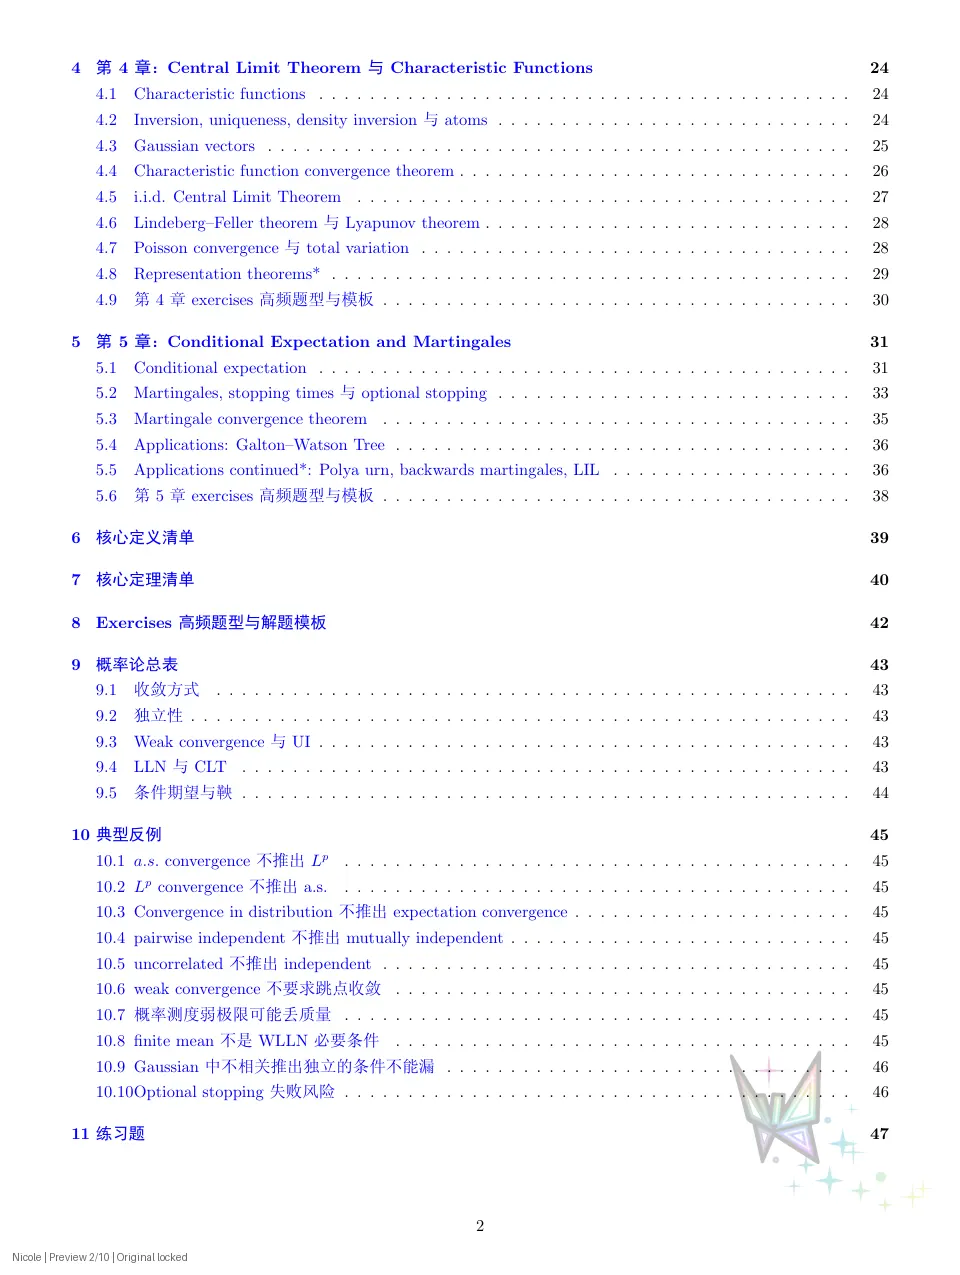 4 第 4 章: Central Limit Theorem 与 Characteristic Functions 24
4.1 Characteristic functions . . . . . . . . . . 24
4.2 Inversion, uniqueness, density inversion 与 atoms . . . . . . . . . . 24
4.3 Gaussian vectors . . . . . . . . . . 25
4.4 Characteristic function convergence theorem . . . . . . . . . . 26
4.5 i.i.d. Central Limit Theorem . . . . . . . . . . 27
4.6 Lindeberg–Feller theorem 与 Lyapunov theorem . . . . . . . . . . 28
4.7 Poisson convergence 与 total variation . . . . . . . . . . 28
4.8 Representation theorems* . . . . . . . . . . 29
4.9 第 4 章 exercises 高频题型与模板 . . . . . . . . . . 30
5 第 5 章: Conditional Expectation and Martingales 31
5.1 Conditional expectation . . . . . . . . . . 31
5.2 Martingales, stopping times 与 optional stopping . . . . . . . . . . 33
5.3 Martingale convergence theorem . . . . . . . . . . 35
5.4 Applications: Galton–Watson Tree . . . . . . . . . . 36
5.5 Applications continued*: Polya urn, backwards martingales, LIL . . . . . . . . . . 36
5.6 第 5 章 exercises 高频题型与模板 . . . . . . . . . . 38
6 核心定义清单 39
7 核心定理清单 40
8 Exercises 高频题型与解题模板 42
9 概率论总表 43
9.1 收敛方式 . . . . . . . . . . 43
9.2 独立性 . . . . . . . . . . 43
9.3 Weak convergence 与 UI . . . . . . . . . . 43
9.4 LLN 与 CLT . . . . . . . . . . 43
9.5 条件期望与鞅 . . . . . . . . . . 44
10 典型反例 45
10.1 a.s. convergence 不推出 Lᵖ . . . . . . . . . . 45
10.2 Lᵖ convergence 不推出 a.s. . . . . . . . . . . 45
10.3 Convergence in distribution 不推出 expectation convergence . . . . . . . . . . 45
10.4 pairwise independent 不推出 mutually independent . . . . . . . . . . 45
10.5 uncorrelated 不推出 independent . . . . . . . . . . 45
10.6 weak convergence 不要求跳点收敛 . . . . . . . . . . 45
10.7 概率测度弱极限可能丢质量 . . . . . . . . . . 45
10.8 finite mean 不是 WLLN 必要条件 . . . . . . . . . . 45
10.9 Gaussian 中不相关推出独立的条件不能漏 . . . . . . . . . . 46
10.10Optional stopping 失败风险 . . . . . . . . . . 46
11 练习题 47
2
Nicole | Preview 2/10 | Original locked